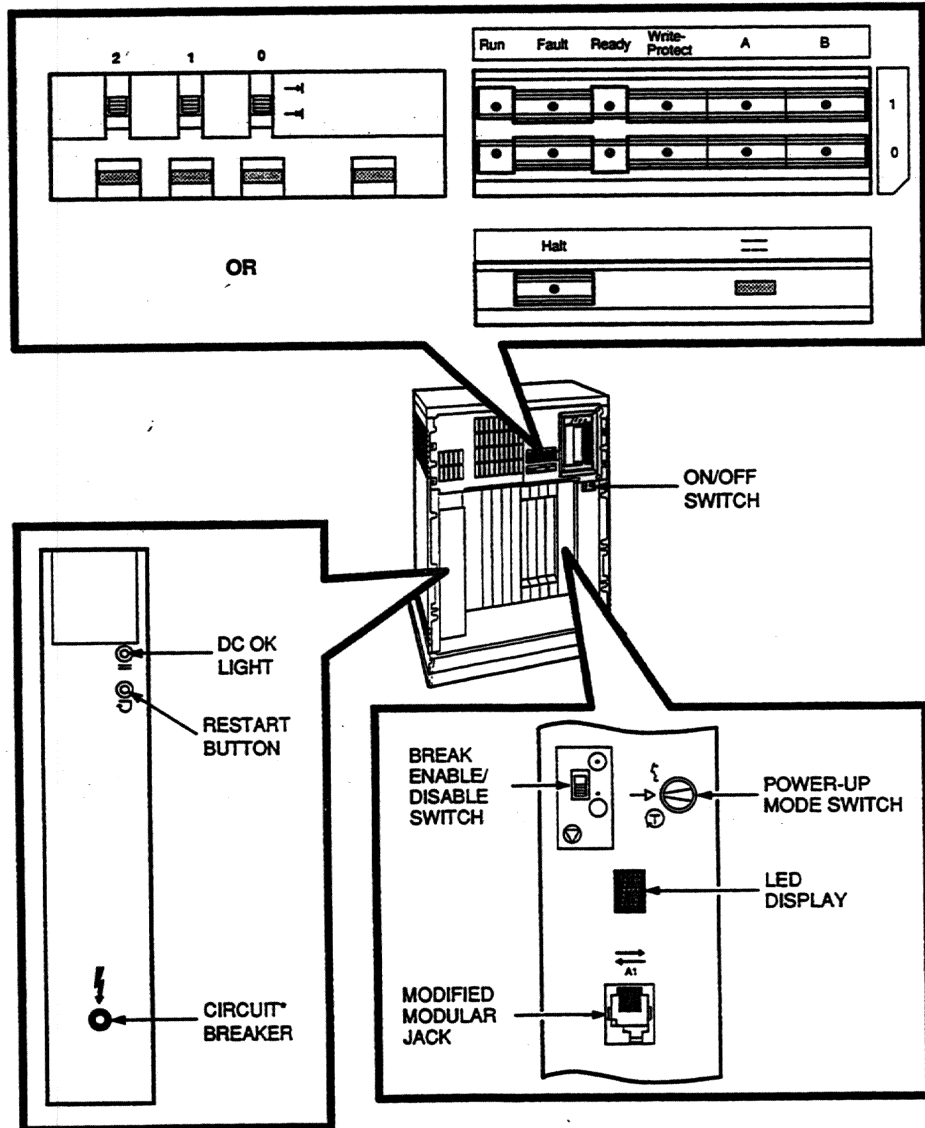 2 1 0
Run Fault Ready Write-
Protect A B
1
0
Halt
OR
ON/OFF
SWITCH
DC OK
LIGHT
RESTART
BUTTON
CIRCUIT*
BREAKER
BREAK
ENABLE/
DISABLE
SWITCH
POWER-UP
MODE SWITCH
LED
DISPLAY
A1
MODIFIED
MODULAR
JACK